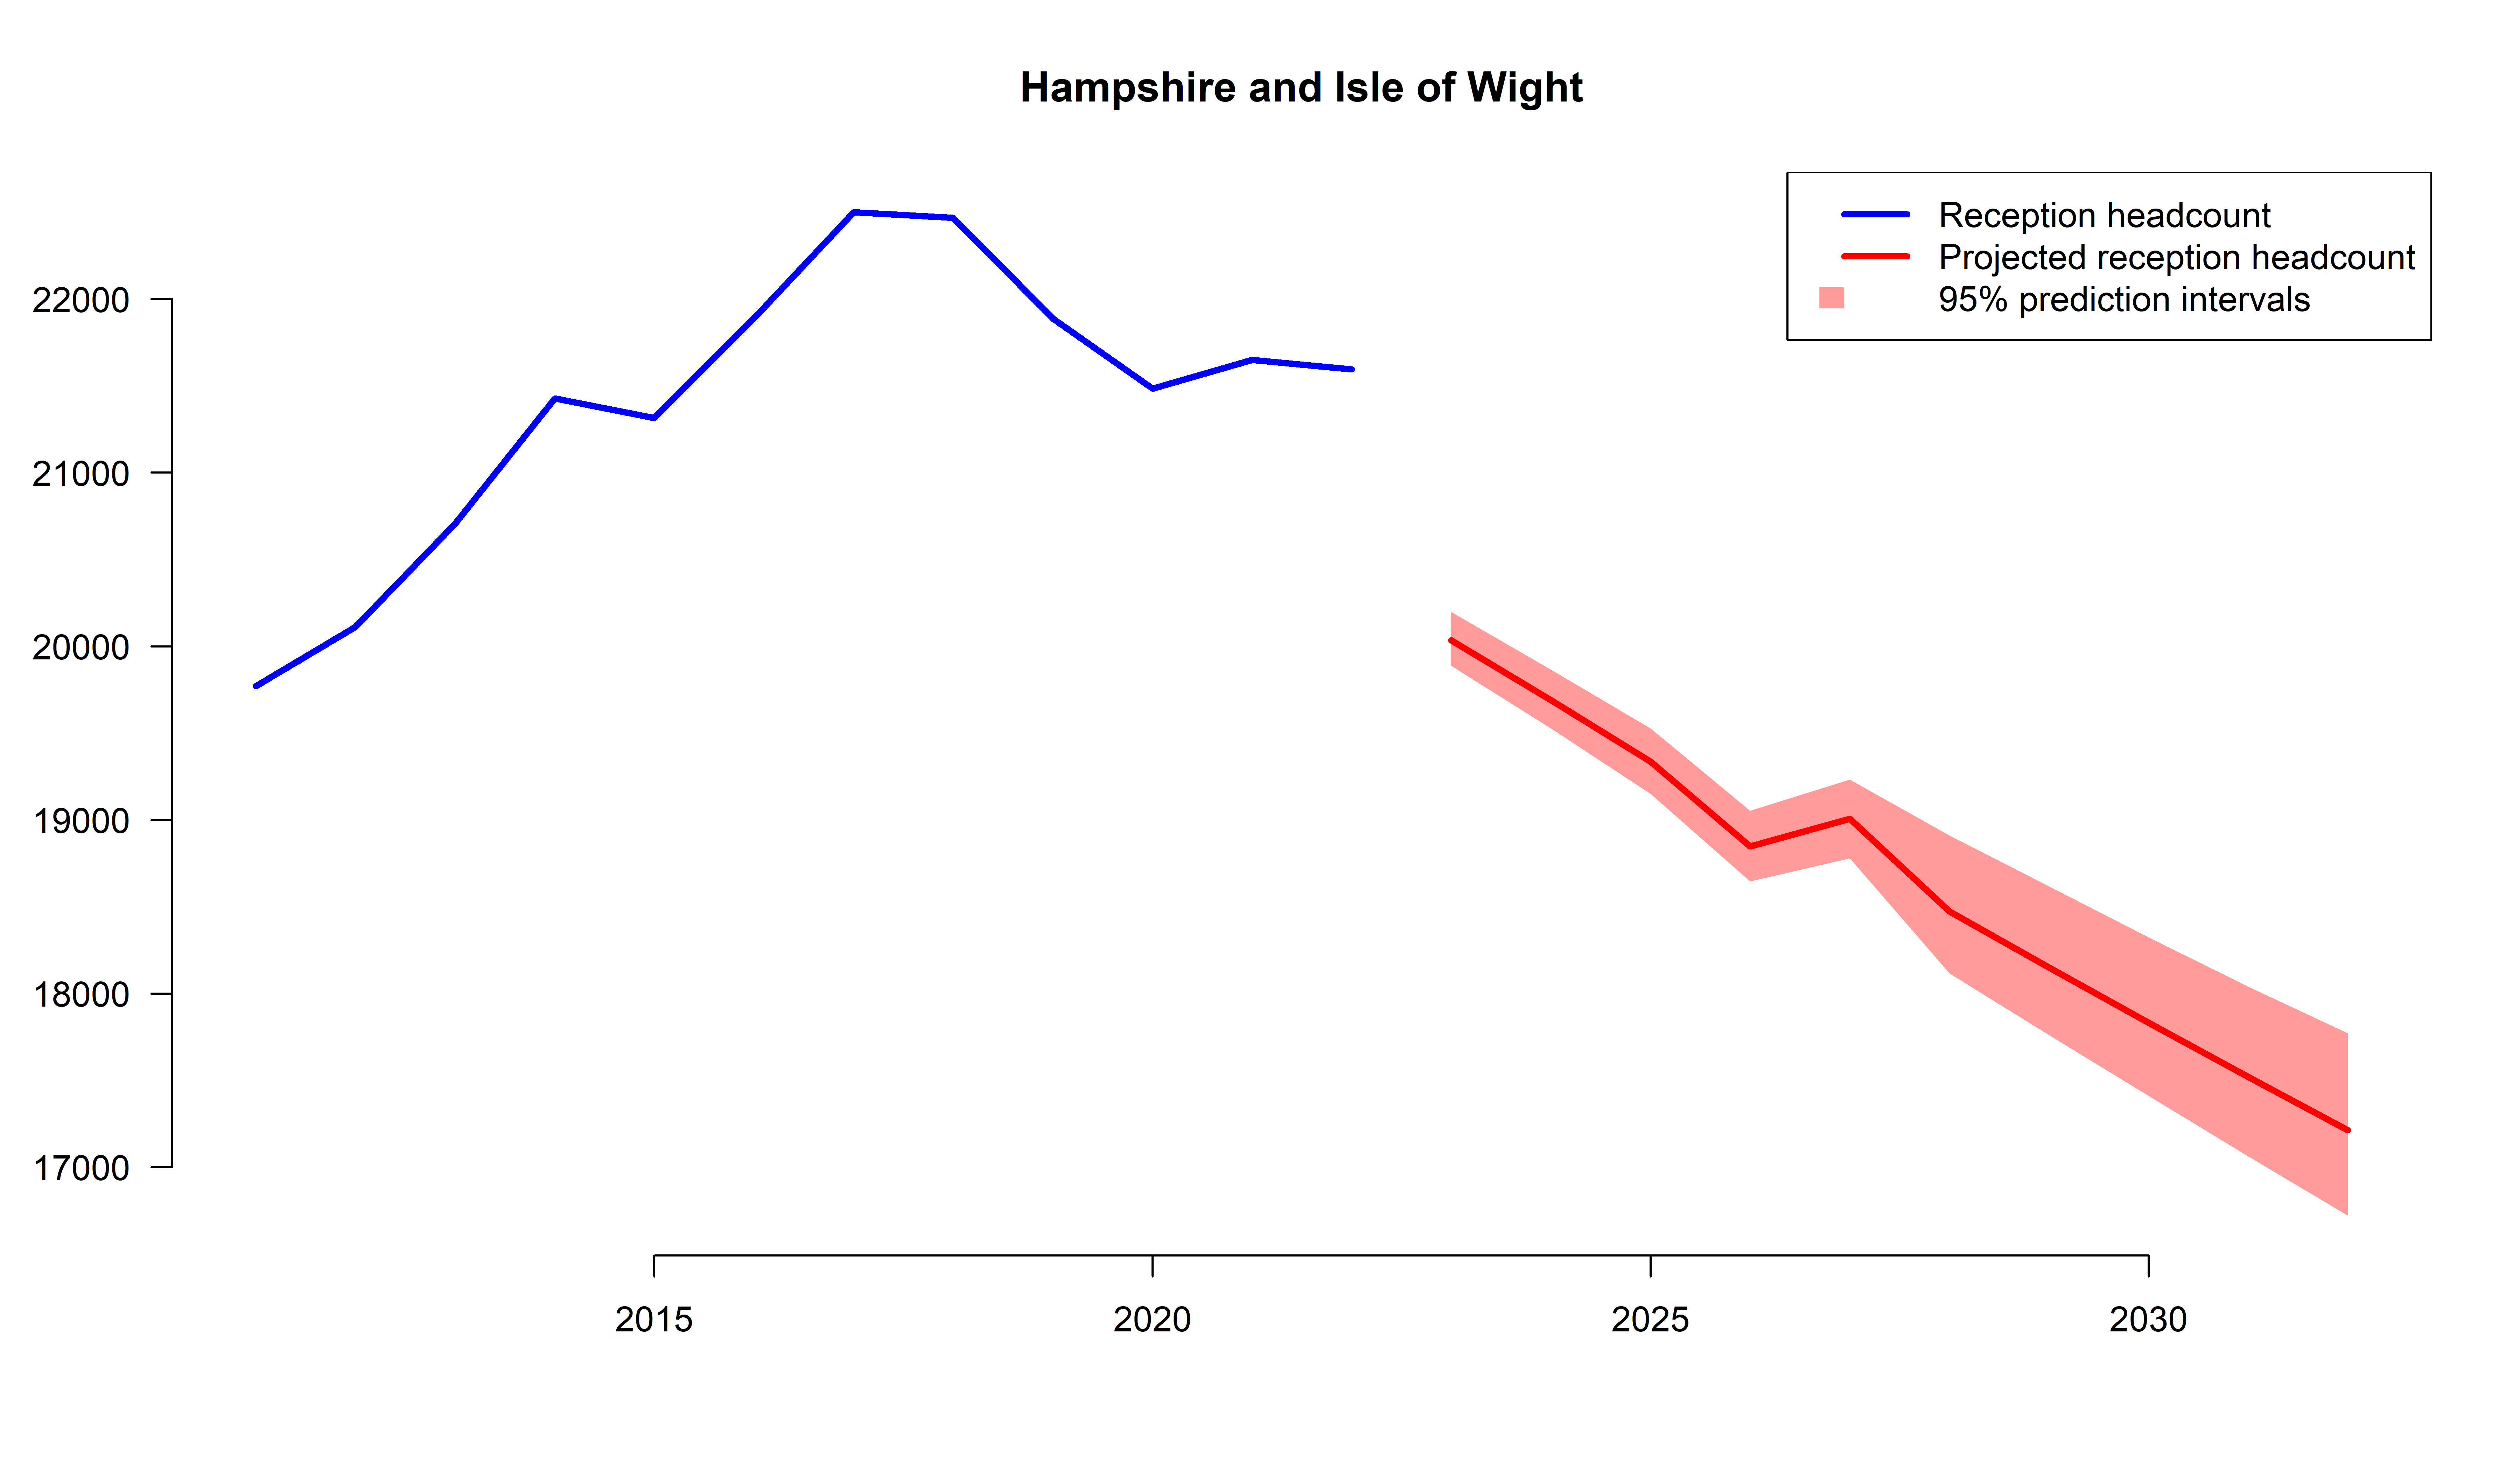 Hampshire and Isle of Wight
Reception headcount
Projected reception headcount
95% prediction intervals
22000
21000
20000
19000
18000
17000
2015
2020
2025
2030